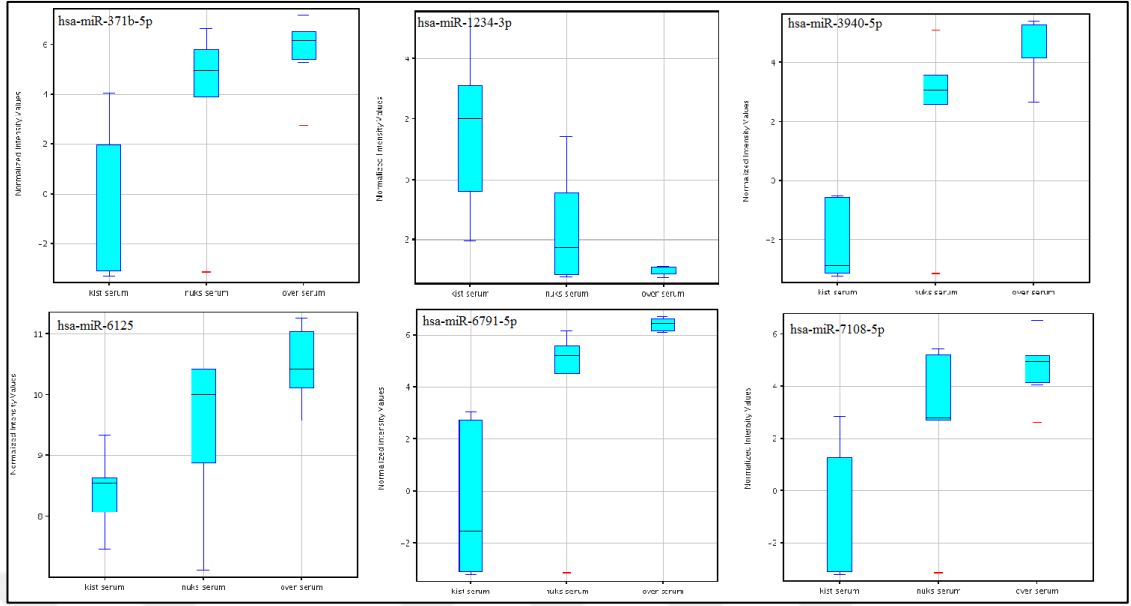 hsa-miR-371b-5p
Normalized Intensity Values
6
4
2
0
−2
kist serum
nuks serum
over serum
hsa-miR-1234-3p
Normalized Intensity Values
4
2
0
2
kist serum
nuks serum
over serum
hsa-miR-3940-5p
Normalized Intensity Values
4
2
0
−2
kist serum
nuks serum
over serum
hsa-miR-6125
Normalized Intensity Values
11
10
9
8
kist serum
nuks serum
over serum
hsa-miR-6791-5p
Normalized Intensity Values
6
4
2
0
−2
kist serum
nuks serum
over serum
hsa-miR-7108-5p
Normalized Intensity Values
6
4
2
0
−2
kist serum
nuks serum
over serum